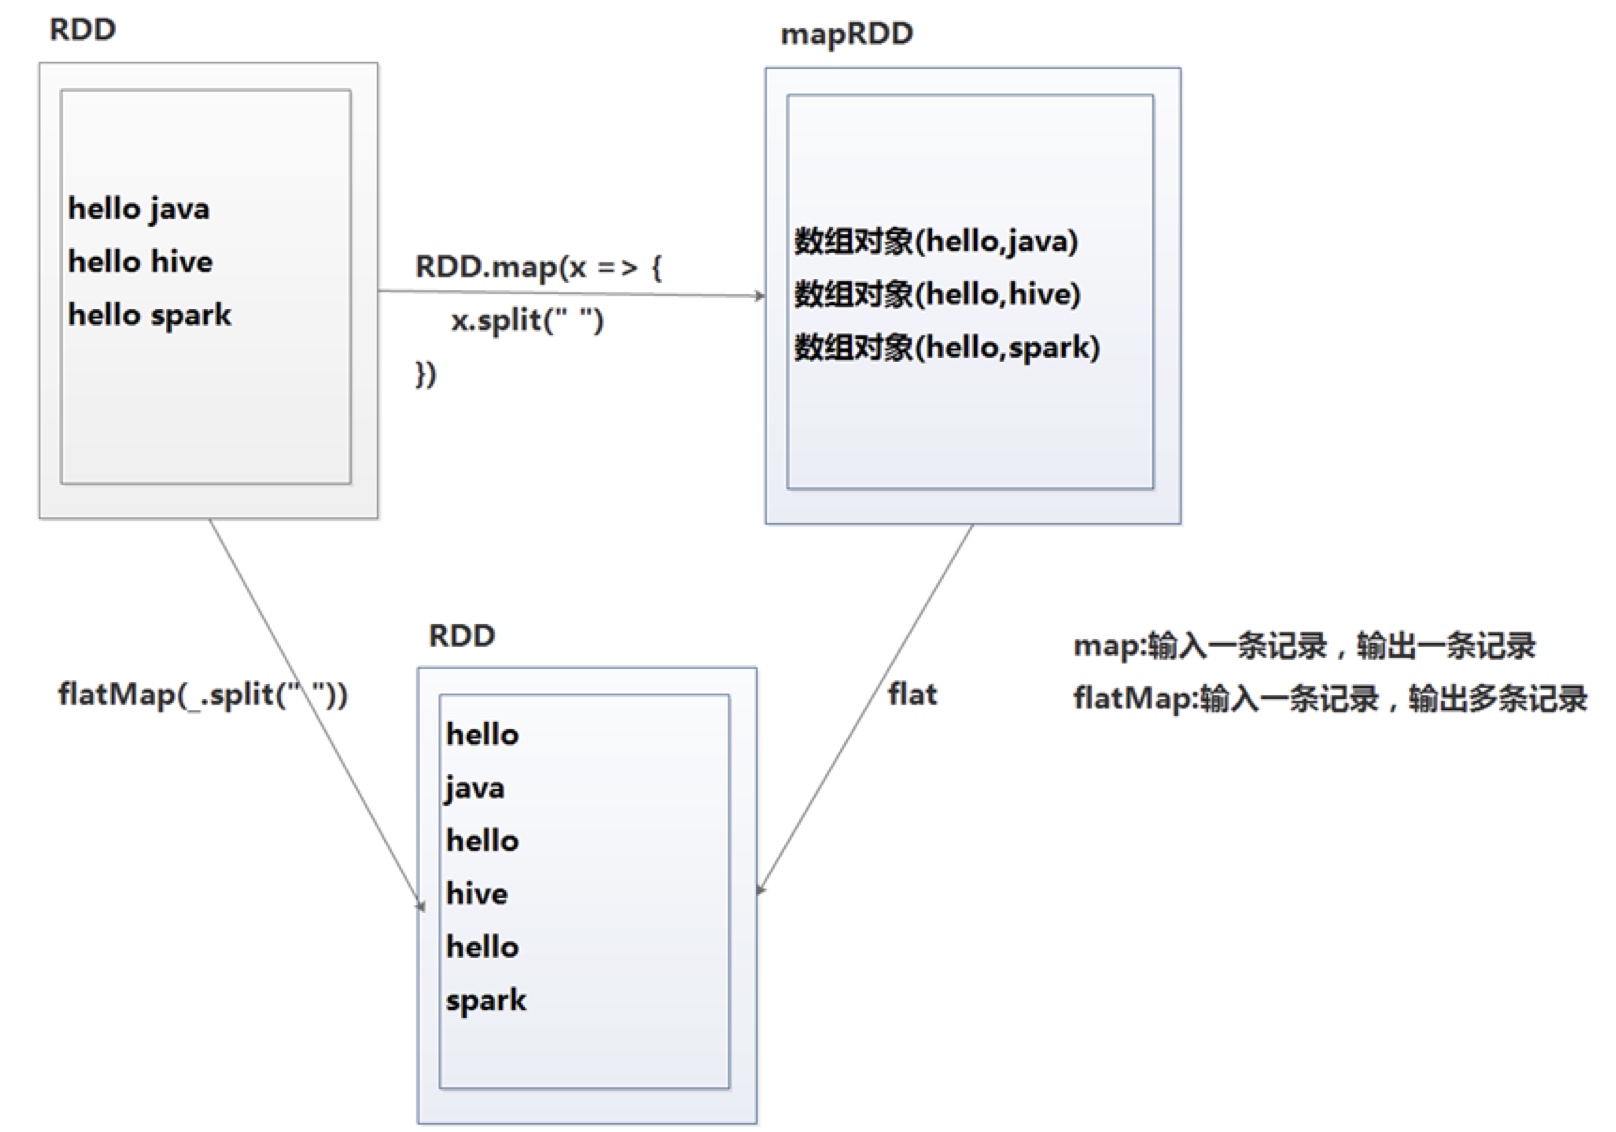 RDD
hello java
hello hive
hello spark
RDD.map(x => {
x.split(" ")
})
mapRDD
数组对象(hello,java)
数组对象(hello,hive)
数组对象(hello,spark)
flatMap(_.split(" "))
RDD
hello
java
hello
hive
hello
spark
flat
map:输入一条记录，输出一条记录
flatMap:输入一条记录，输出多条记录